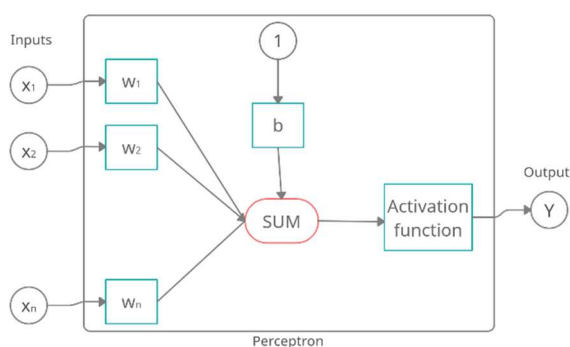 Inputs
1
x₁
w₁
x₂
w₂
b
Output
SUM
Activation
function
Y
xₙ
wₙ
Perceptron